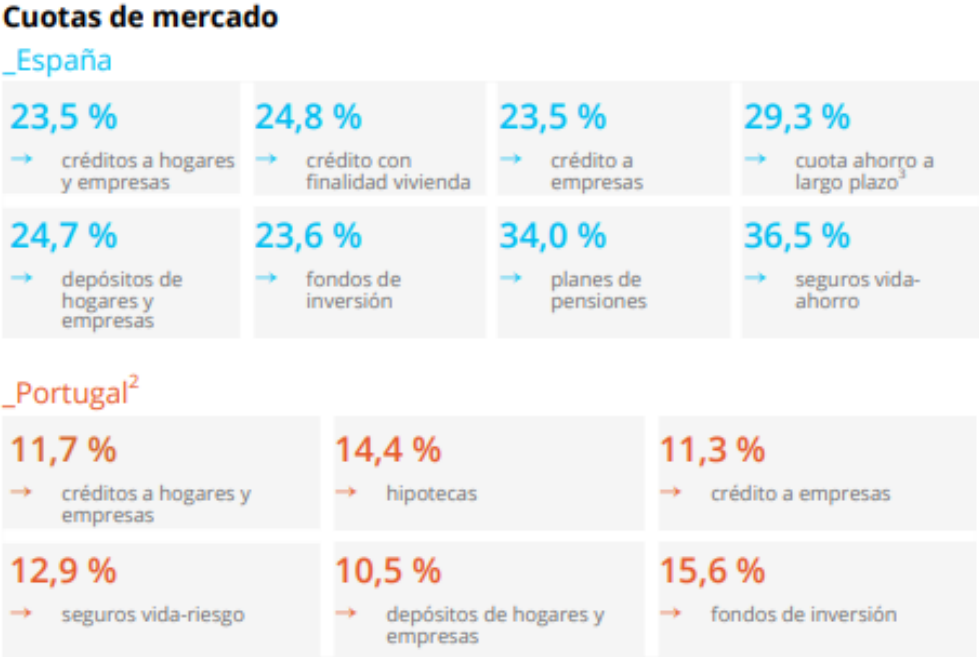 Cuotas de mercado
_España
23,5 %
→ créditos a hogares
y empresas
24,8 %
→ crédito con
finalidad vivienda
23,5 %
→ crédito a
empresas
29,3 %
→ cuota ahorro a
largo plazo³
24,7 %
→ depósitos de
hogares y
empresas
23,6 %
→ fondos de
inversión
34,0 %
→ planes de
pensiones
36,5 %
→ seguros vida-
ahorro
_Portugal²
11,7 %
→ créditos a hogares y
empresas
14,4 %
→ hipotecas
11,3 %
→ crédito a empresas
12,9 %
→ seguros vida-riesgo
10,5 %
→ depósitos de hogares y
empresas
15,6 %
→ fondos de inversión